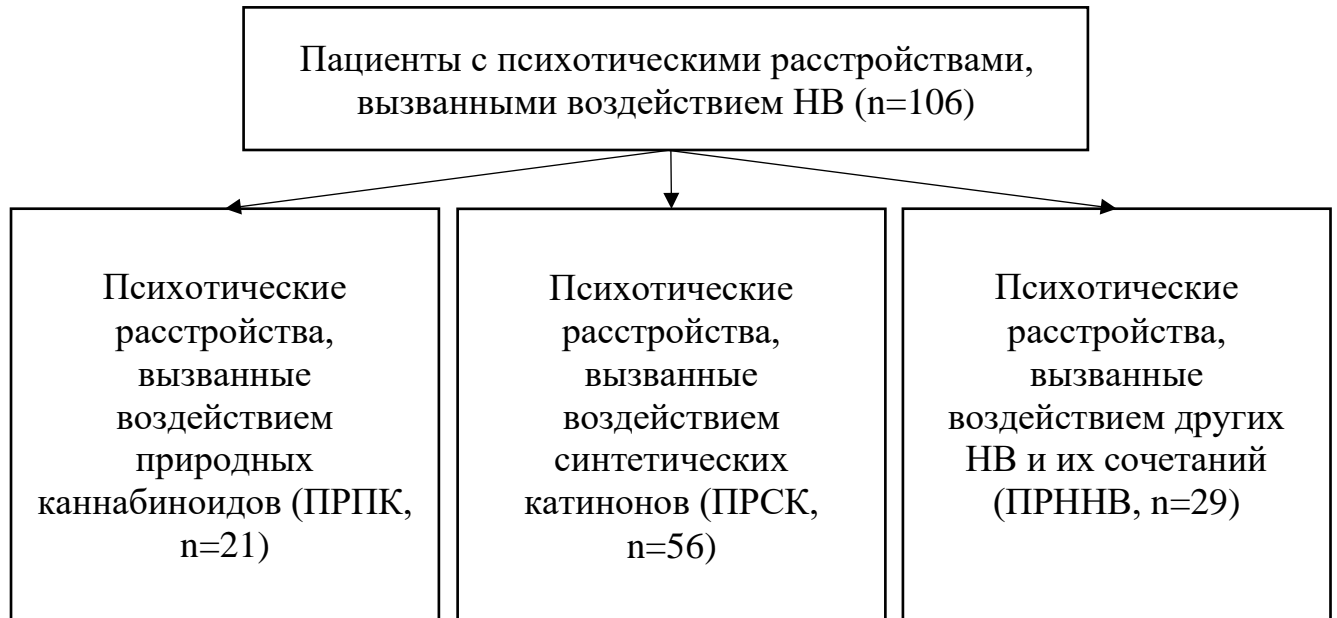 Пациенты с психотическими расстройствами,
вызванными воздействием НВ (n=106)
Психотические
расстройства,
вызванные
воздействием
природных
каннабиноидов (ПРПК,
n=21)
Психотические
расстройства,
вызванные
воздействием
синтетических
катинонов (ПРСК,
n=56)
Психотические
расстройства,
вызванные
воздействием других
НВ и их сочетаний
(ПРННВ, n=29)